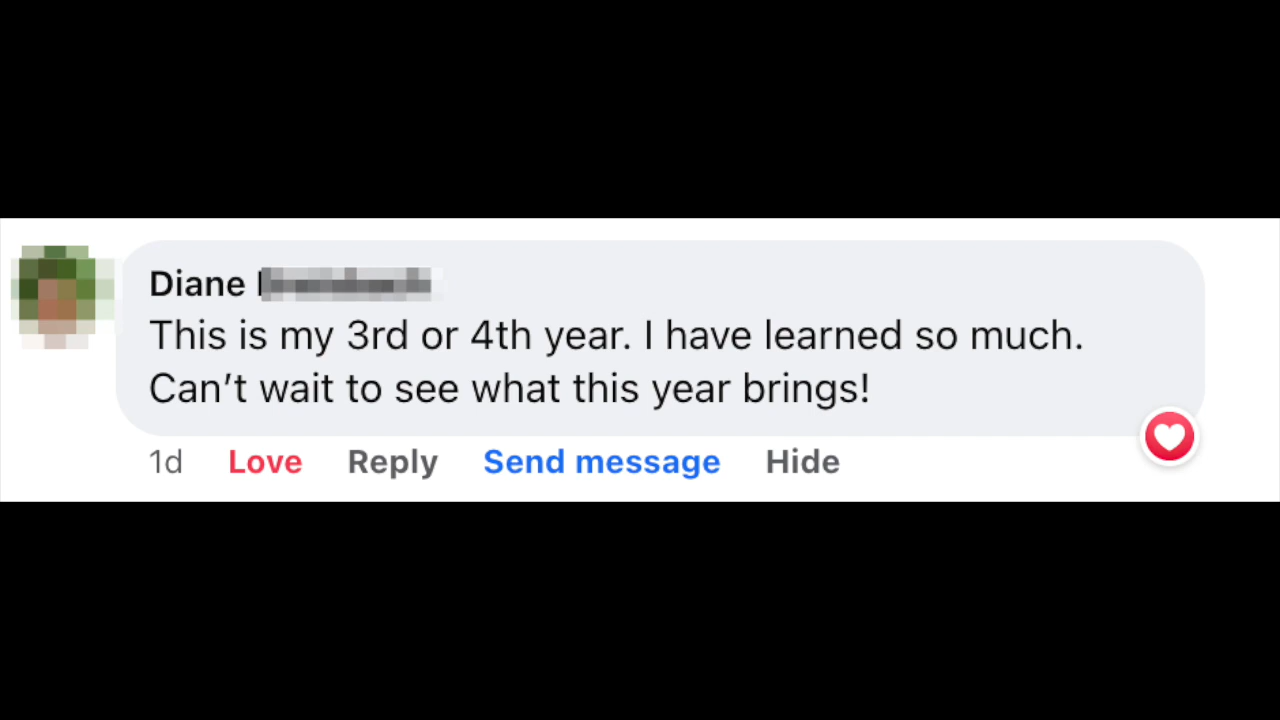 Diane
This is my 3rd or 4th year. I have learned so much.
Can’t wait to see what this year brings!
1d Love Reply Send message Hide